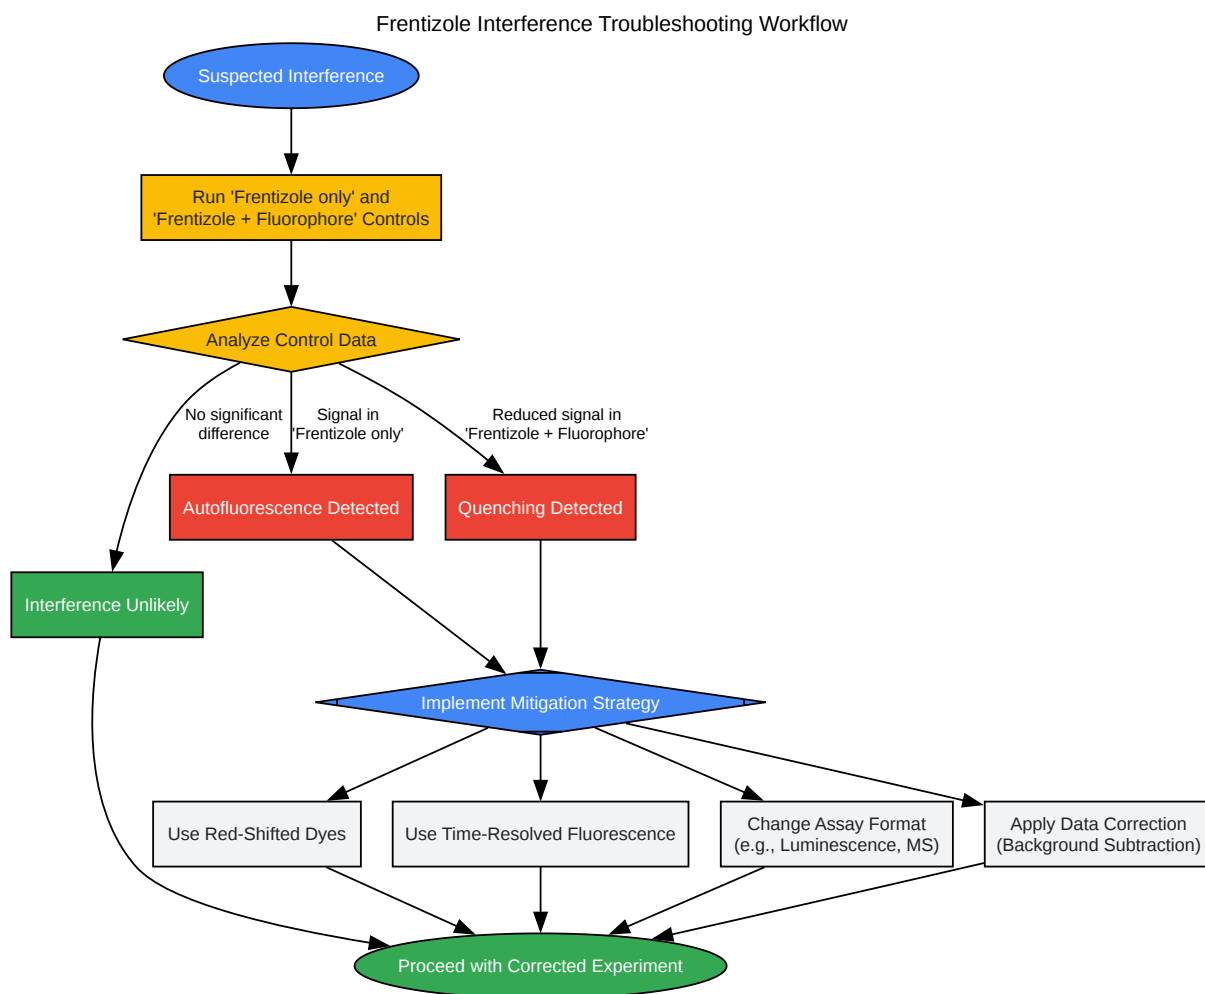 Frentizole Interference Troubleshooting Workflow
Suspected Interference
Run 'Frentizole only' and
'Frentizole + Fluorophore' Controls
Analyze Control Data
No significant
difference
Signal in
'Frentizole only'
Reduced signal in
'Frentizole + Fluorophore'
Autofluorescence Detected
Quenching Detected
Interference Unlikely
Implement Mitigation Strategy
Use Red-Shifted Dyes
Use Time-Resolved Fluorescence
Change Assay Format
(e.g., Luminescence, MS)
Apply Data Correction
(Background Subtraction)
Proceed with Corrected Experiment